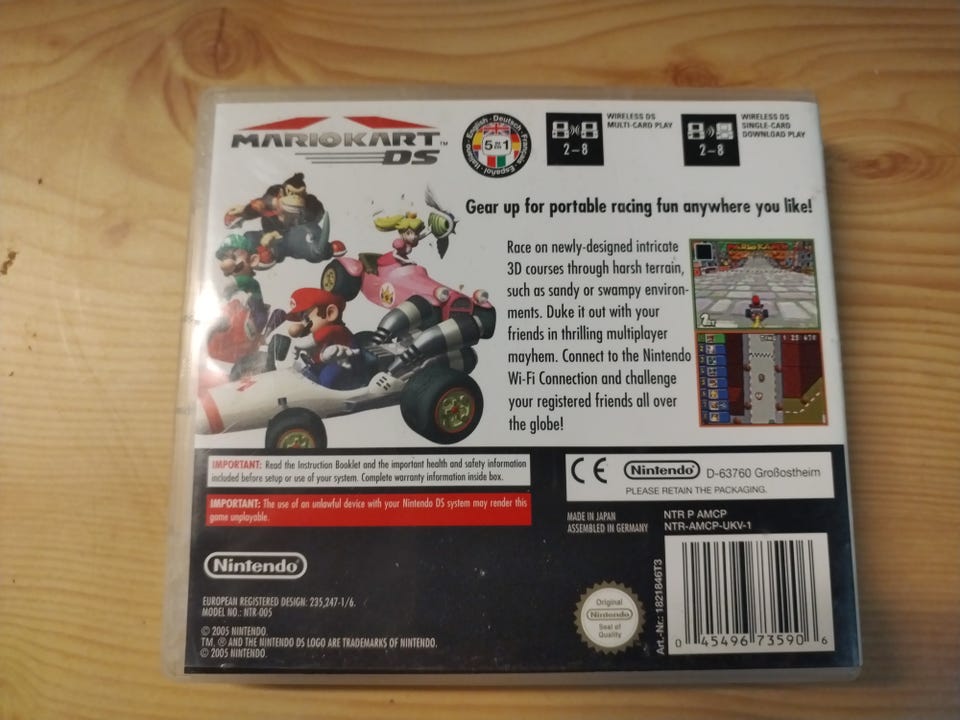 MARIOKART™
DS
English · Deutsch · Français · Español · Italiano
5 in 1
2-8
WIRELESS DS
MULTI-CARD PLAY
2-8
WIRELESS DS
SINGLE-CARD
DOWNLOAD PLAY
Gear up for portable racing fun anywhere you like!
Race on newly-designed intricate
3D courses through harsh terrain,
such as sandy or swampy environ-
ments. Duke it out with your
friends in thrilling multiplayer
mayhem. Connect to the Nintendo
Wi-Fi Connection and challenge
your registered friends all over
the globe!
IMPORTANT: Read the Instruction Booklet and the important health and safety information
included before setup or use of your system. Complete warranty information inside box.
IMPORTANT: The use of an unlawful device with your Nintendo DS system may render this
game unplayable.
CE Nintendo® D-63760 Großostheim
PLEASE RETAIN THE PACKAGING.
MADE IN JAPAN
ASSEMBLED IN GERMANY
NTR P AMCP
NTR-AMCP-UKV-1
Nintendo®
EUROPEAN REGISTERED DESIGN: 235,247-1/6.
MODEL NO.: NTR-005
© 2005 NINTENDO.
TM, ® AND THE NINTENDO DS LOGO ARE TRADEMARKS OF NINTENDO.
© 2005 NINTENDO.
Original
Nintendo
Seal of
Quality
Art.-Nr.: 1821846T3
0 45496 73590 6